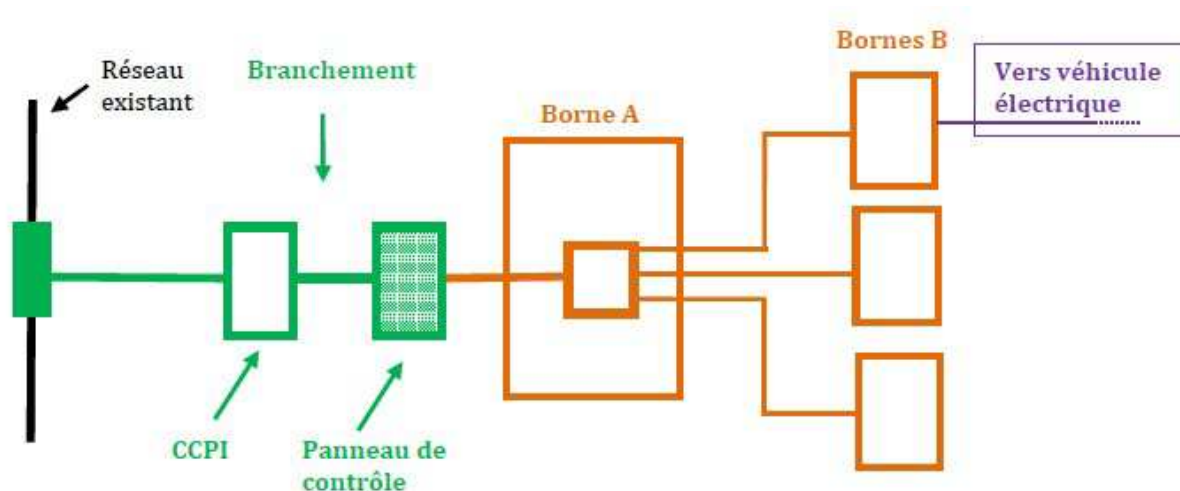 Réseau
existant
Branchement
Borne A
Bornes B
Vers véhicule
électrique
CCPI
Panneau de
contrôle